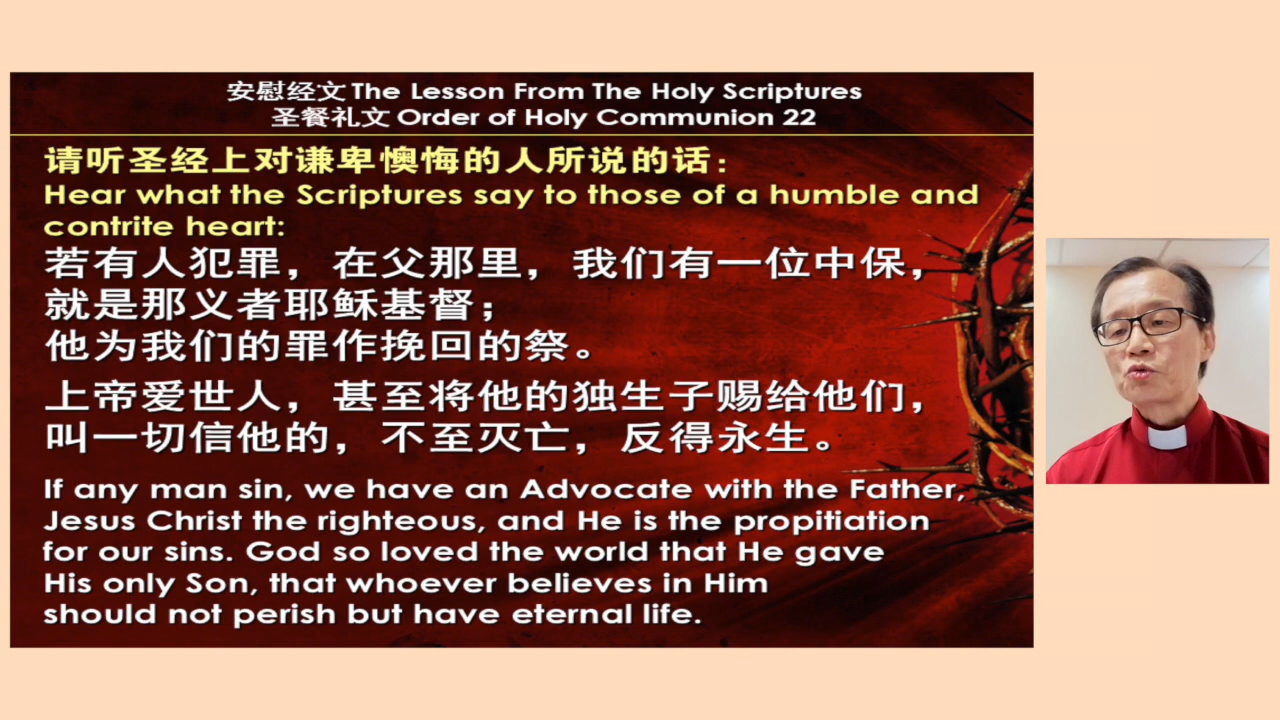 安慰经文 The Lesson From The Holy Scriptures
圣餐礼文 Order of Holy Communion 22
请听圣经上对谦卑懊悔的人所说的话:
Hear what the Scriptures say to those of a humble and
contrite heart:
若有人犯罪，在父那里，我们有一位中保，
就是那义者耶稣基督；
他为我们的罪作挽回的祭。
上帝爱世人，甚至将他的独生子赐给他们，
叫一切信他的，不至灭亡，反得永生。
If any man sin, we have an Advocate with the Father,
Jesus Christ the righteous, and He is the propitiation
for our sins. God so loved the world that He gave
His only Son, that whoever believes in Him
should not perish but have eternal life.